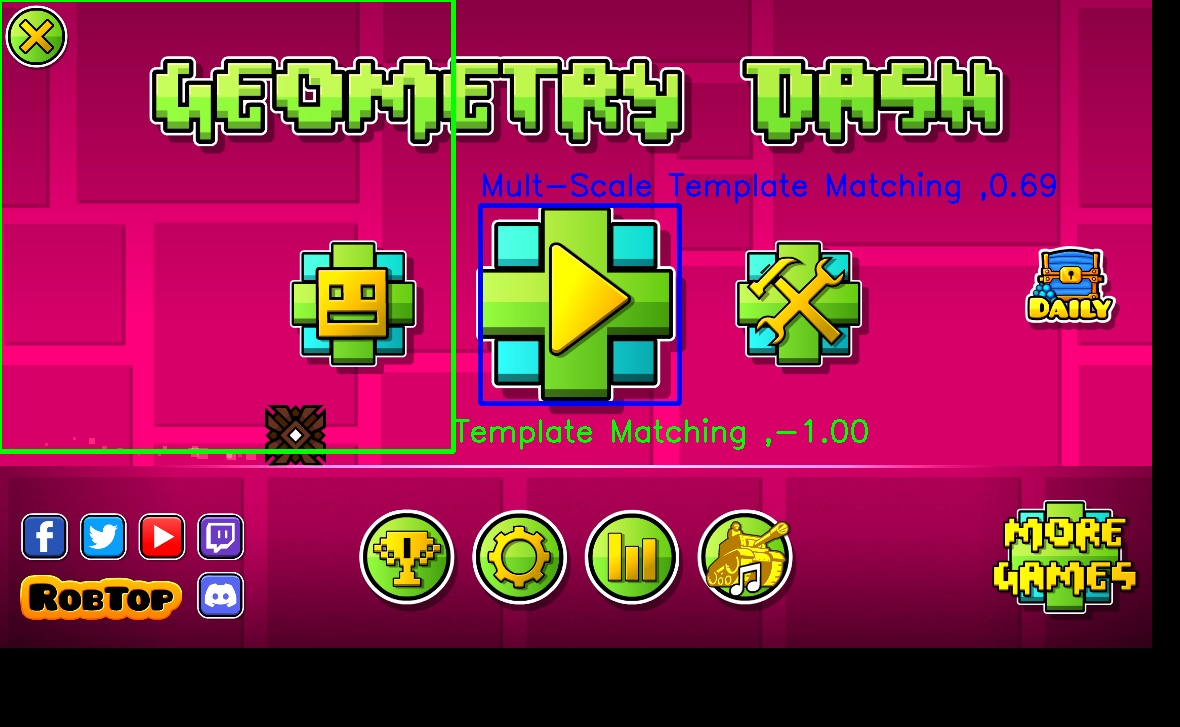 GEOMETRY DASH
Mult-Scale Template Matching ,0.69
DAILY
Template Matching ,-1.00
f
MORE
GAMES
ROBTOP